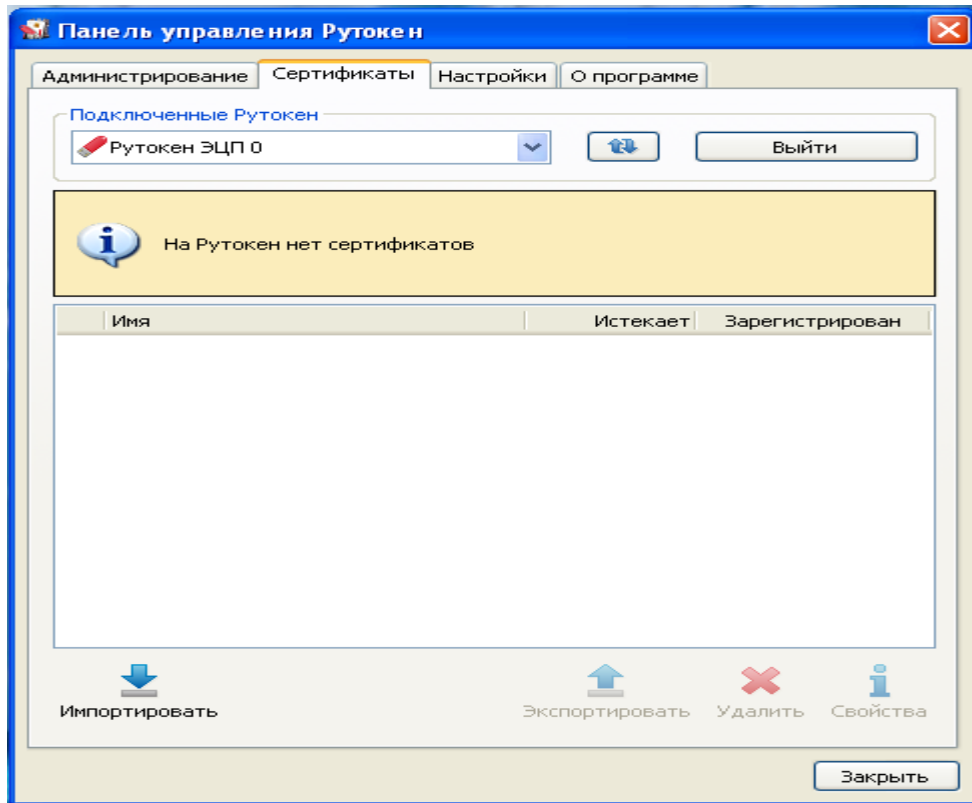 Панель управления Рутокен
Администрирование Сертификаты Настройки О программе
Подключенные Рутокен
Рутокен ЭЦП 0 Выйти
На Рутокен нет сертификатов
Имя Истекает Зарегистрирован
Импортировать Экспортировать Удалить Свойства
Закрыть